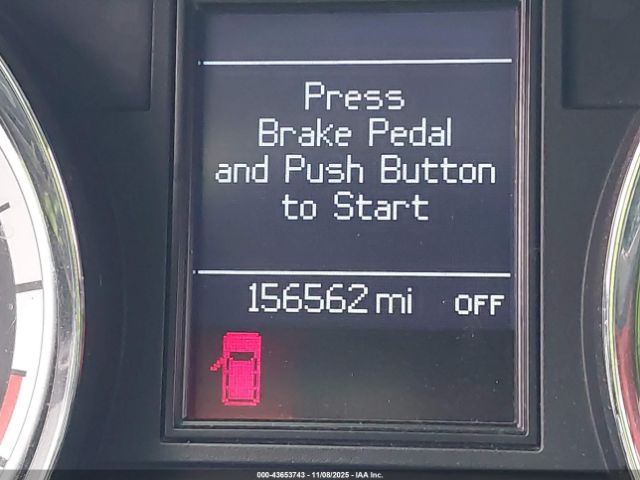 Press
Brake Pedal
and Push Button
to Start
156562 mi OFF
000-43653743 - 11/08/2025 - IAA Inc.